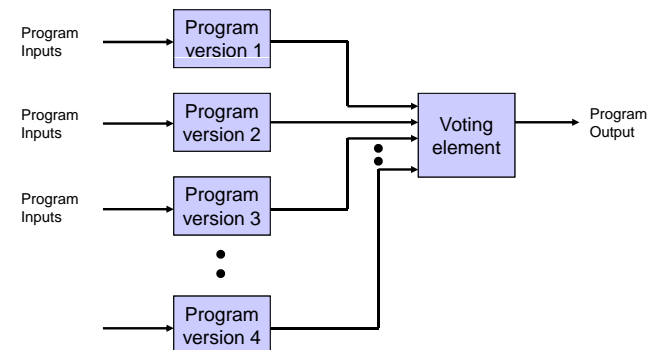 Program
Inputs
Program
version 1
Program
Inputs
Program
version 2
Voting
element
Program
Output
Program
Inputs
Program
version 3
Program
version 4